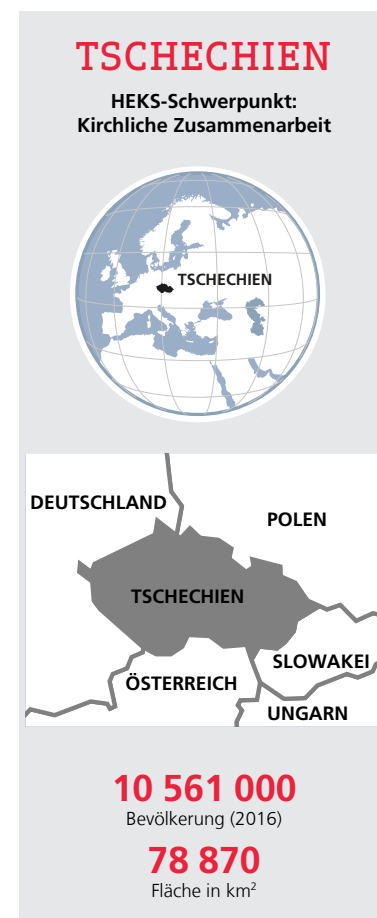 TSCHECHIEN
HEKS-Schwerpunkt:
Kirchliche Zusammenarbeit
TSCHECHIEN
DEUTSCHLAND
POLEN
TSCHECHIEN
SLOWAKEI
ÖSTERREICH
UNGARN
10 561 000
Bevölkerung (2016)
78 870
Fläche in km²